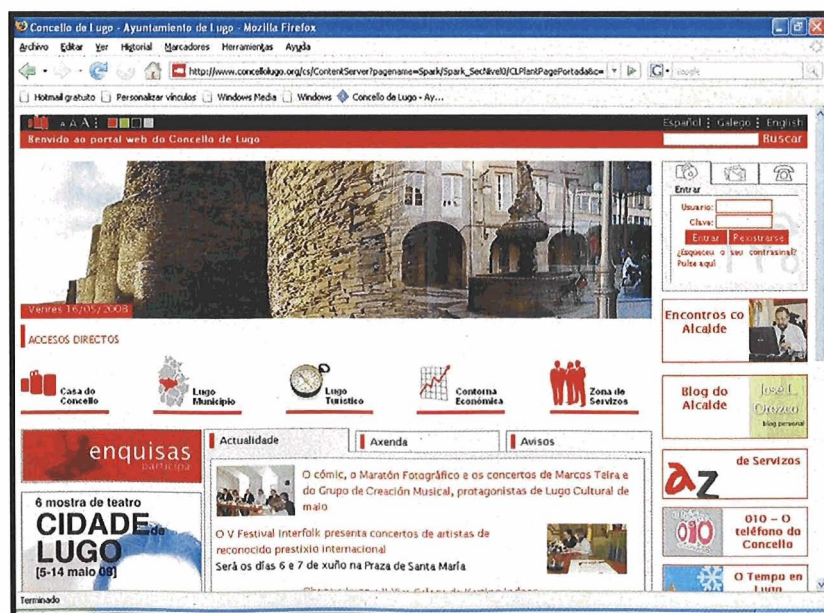 Concello de Lugo - Ayuntamiento de Lugo - Mozilla Firefox
Archivo Editar Ver Historial Marcadores Herramientas Ayuda
http://www.concellolugo.org/cs/ContentServer?pagename=Spark/Spark_SecNivel0/CLPlantPagePortada&c=
Google
Hotmail gratuito Personalizar vínculos Windows Media Windows Concello de Lugo - Ay...
A A A
Español Galego English
Benvido ao portal web do Concello de Lugo
Buscar
Entrar
Usuario:
Clave:
Entrar Rexistrarse
¿Esqueceu o seu contrasinal?
Pulse aquí
Venres 16/05/2008
ACCESOS DIRECTOS
Casa do
Concello
Lugo
Municipio
Lugo
Turístico
Contorna
Económica
Zona de
Servizos
Encontros co
Alcalde
Blog do
Alcalde
José L.
Orozco
blog personal
az
de Servizos
010
010 – O
teléfono do
Concello
O Tempo en
Lugo
enquisas
participa
6 mostra de teatro
CIDADE de
LUGO
[5-14 maio 08]
Actualidade
Axenda
Avisos
O cómic, o Maratón Fotográfico e os concertos de Marcos Teira e
do Grupo de Creación Musical, protagonistas de Lugo Cultural de
maio
O V Festival Interfolk presenta concertos de artistas de
recoñecido prestixio internacional
Será os días 6 e 7 de xuño na Praza de Santa María
Terminado